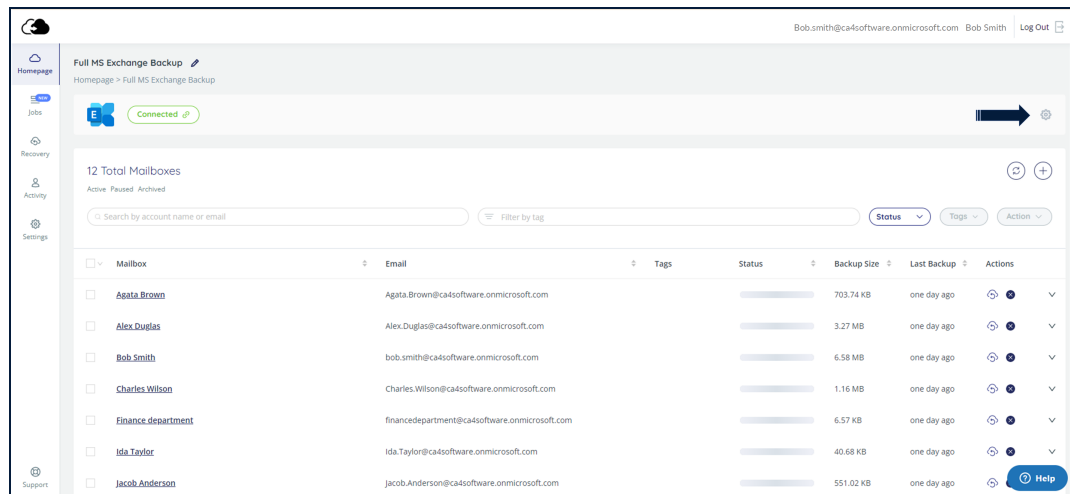 Bob.smith@ca4software.onmicrosoft.com Bob Smith Log Out
Homepage
Full MS Exchange Backup
Homepage > Full MS Exchange Backup
NEW
Jobs
E
Connected
Recovery
12 Total Mailboxes
Active Paused Archived
Activity
Search by account name or email Filter by tag Status Tags Action
Settings
Mailbox Email Tags Status Backup Size Last Backup Actions
Agata Brown Agata.Brown@ca4software.onmicrosoft.com 703.74 KB one day ago
Alex Duglas Alex.Duglas@ca4software.onmicrosoft.com 3.27 MB one day ago
Bob Smith bob.smith@ca4software.onmicrosoft.com 6.58 MB one day ago
Charles Wilson Charles.Wilson@ca4software.onmicrosoft.com 1.16 MB one day ago
Finance department financedepartment@ca4software.onmicrosoft.com 6.57 KB one day ago
Ida Taylor Ida.Taylor@ca4software.onmicrosoft.com 40.68 KB one day ago
Jacob Anderson Jacob.Anderson@ca4software.onmicrosoft.com 551.02 KB one day ago
Support
Help